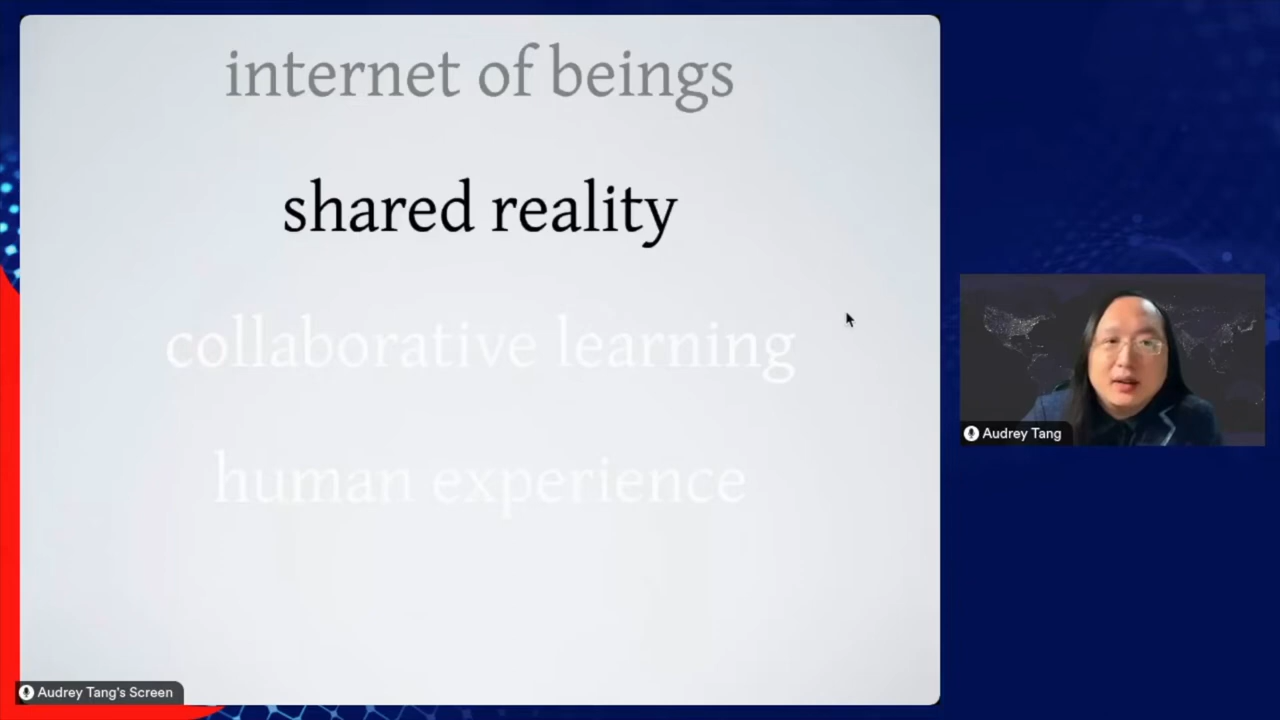 internet of beings
shared reality
collaborative learning
human experience
Audrey Tang
Audrey Tang's Screen